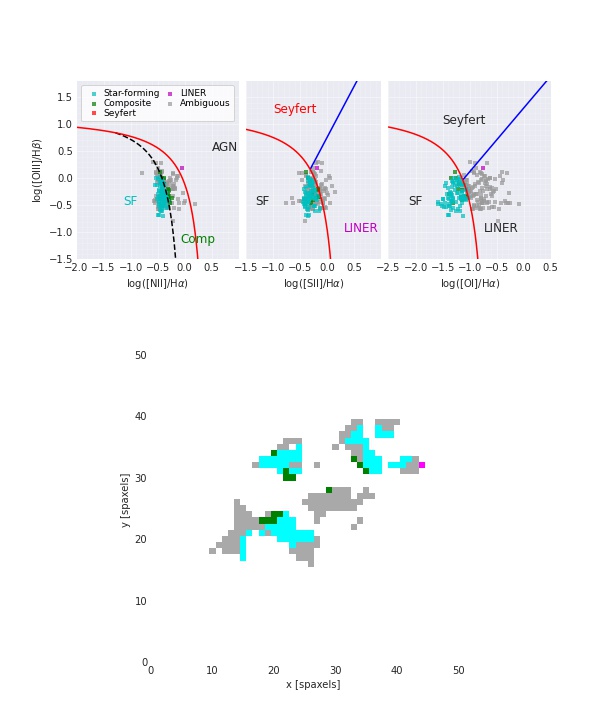 Star-forming
Composite
Seyfert
LINER
Ambiguous
AGN
SF
Comp
1.5
1.0
0.5
0.0
−0.5
−1.0
−1.5
log([OIII]/Hβ)
−2.0 −1.5 −1.0 −0.5 0.0 0.5
log([NII]/Hα)
Seyfert
SF
LINER
−1.5 −1.0 −0.5 0.0 0.5
log([SII]/Hα)
Seyfert
SF
LINER
−2.5 −2.0 −1.5 −1.0 −0.5 0.0 0.5
log([OI]/Hα)
50
40
30
20
10
0
y [spaxels]
0 10 20 30 40 50
x [spaxels]